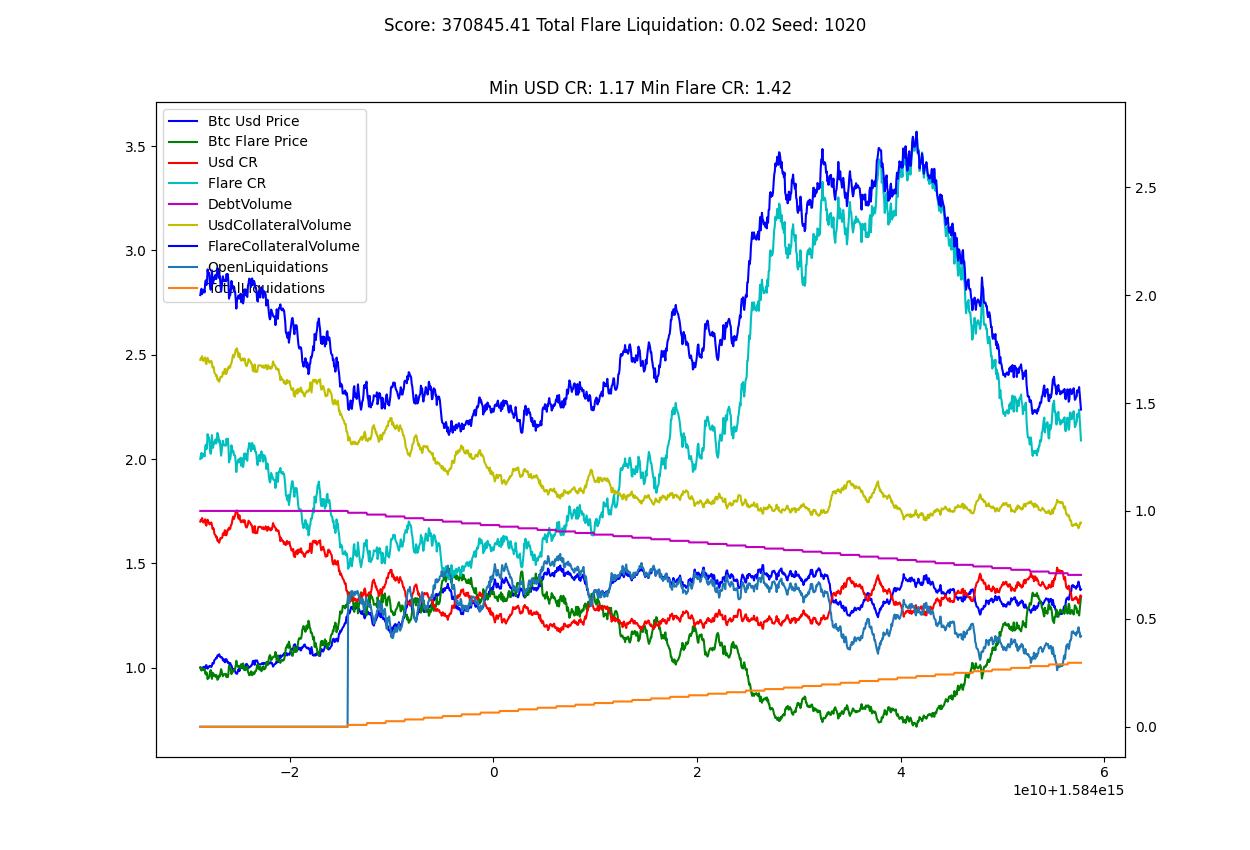 Score: 370845.41 Total Flare Liquidation: 0.02 Seed: 1020
Min USD CR: 1.17 Min Flare CR: 1.42
Btc Usd Price
Btc Flare Price
Usd CR
Flare CR
DebtVolume
UsdCollateralVolume
FlareCollateralVolume
OpenLiquidations
TotalLiquidations
3.5
3.0
2.5
2.0
1.5
1.0
2.5
2.0
1.5
1.0
0.5
0.0
−2
0
2
4
6
1e10+1.584e15